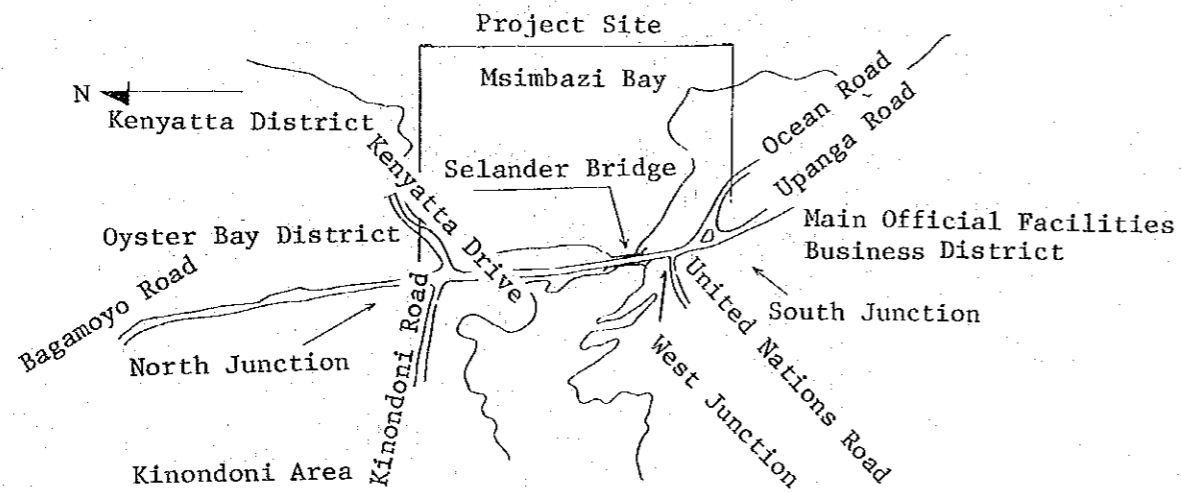 Project Site
Msimbazi Bay
N
Kenyatta District
Ocean Road
Upanga Road
Kenyatta Drive
Selander Bridge
Oyster Bay District
Main Official Facilities
Business District
Bagamoyo Road
South Junction
North Junction
Kinondoni Road
United Nations Road
West Junction
Kinondoni Area